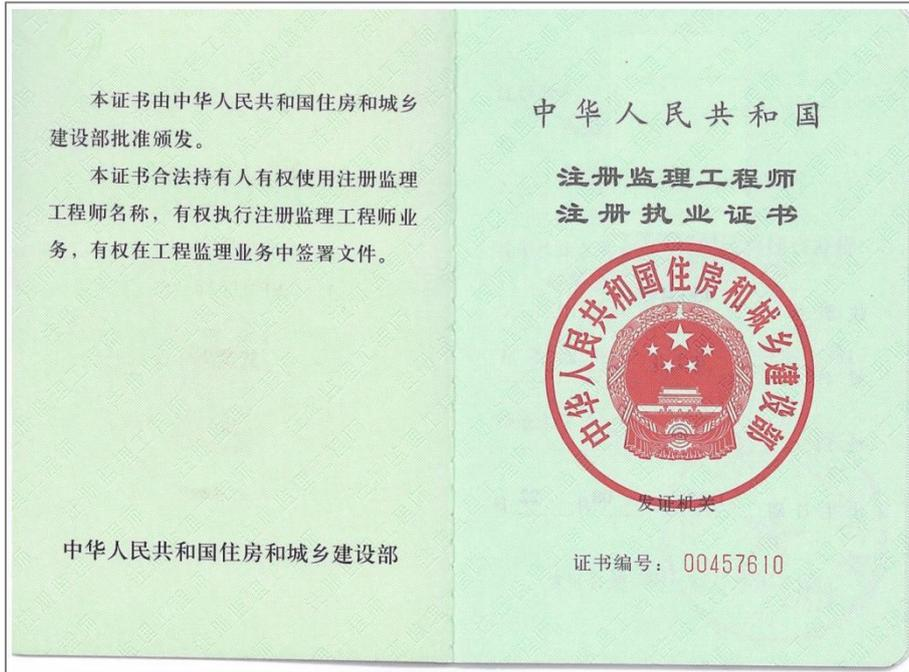 本证书由中华人民共和国住房和城乡
建设部批准颁发。
本证书合法持有人有权使用注册监理
工程师名称，有权执行注册监理工程师业
务，有权在工程监理业务中签署文件。
中华人民共和国住房和城乡建设部
中华人民共和国
注册监理工程师
注册执业证书
中华人民共和国住房和城乡建设部
发证机关
证书编号：00457610